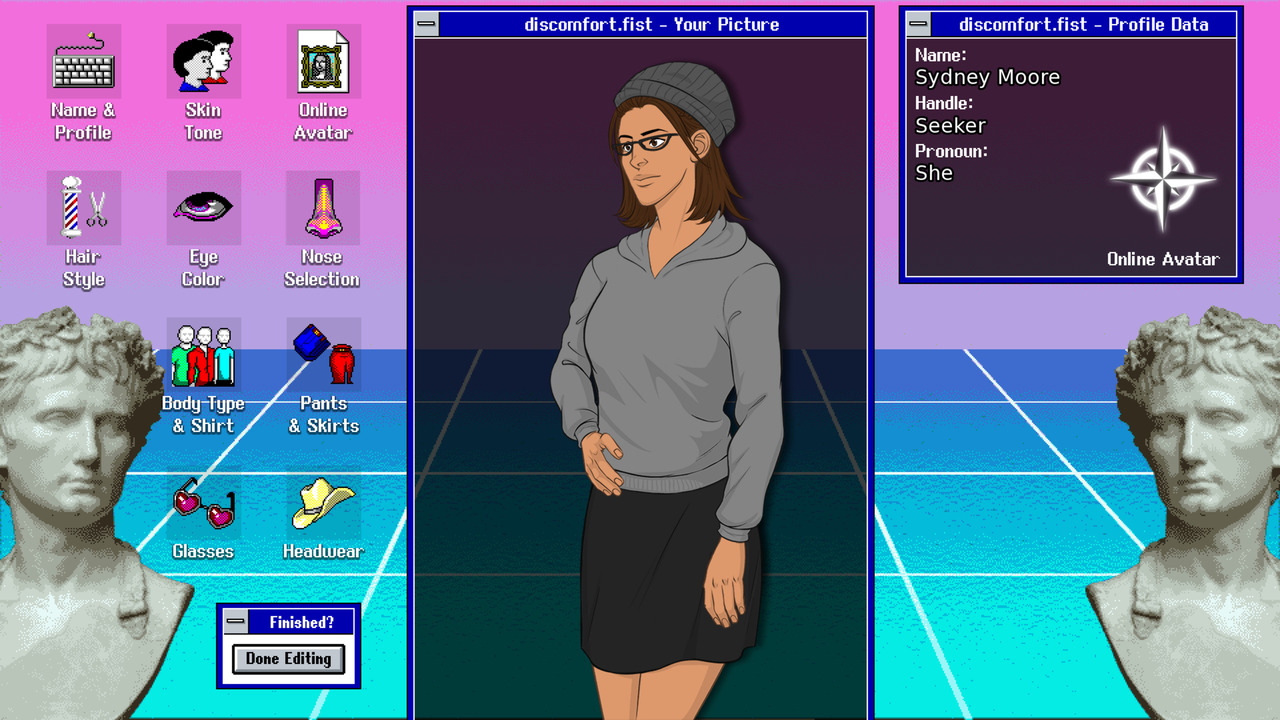 Name &
Profile
Skin
Tone
Online
Avatar
Hair
Style
Eye
Color
Nose
Selection
Body-Type
& Shirt
Pants
& Skirts
Glasses
Headwear
Finished?
Done Editing
discomfort.fist - Your Picture
discomfort.fist - Profile Data
Name:
Sydney Moore
Handle:
Seeker
Pronoun:
She
Online Avatar